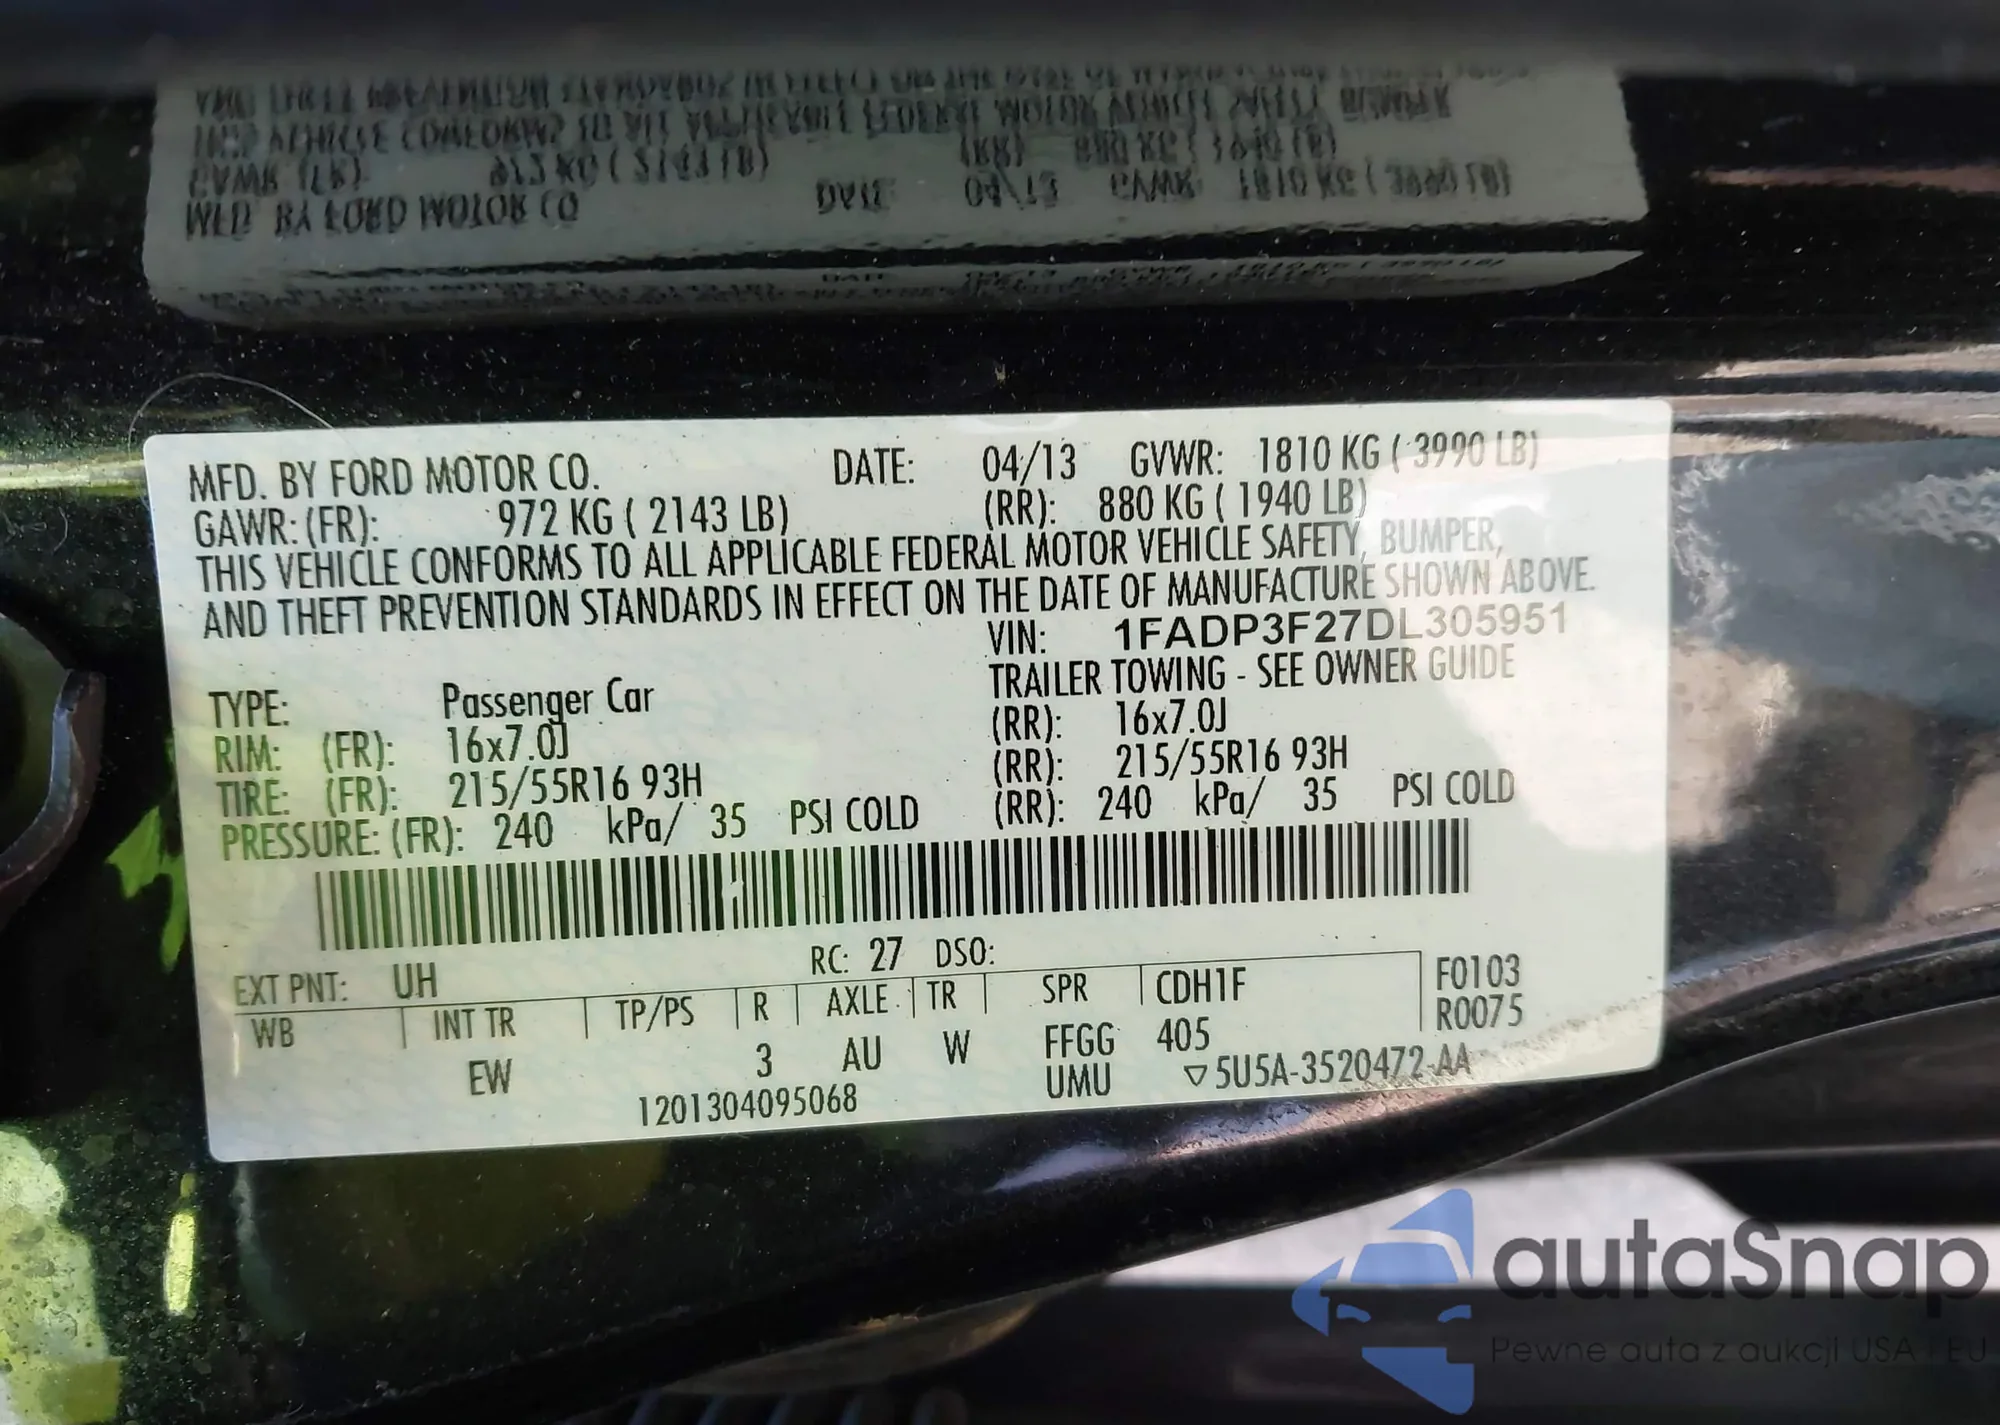 MFD. BY FORD MOTOR CO. DATE: 04/13 GVWR: 1810 KG ( 3990 LB)
GAWR: (FR): 972 KG ( 2143 LB) (RR): 880 KG ( 1940 LB)
THIS VEHICLE CONFORMS TO ALL APPLICABLE FEDERAL MOTOR VEHICLE SAFETY, BUMPER,
AND THEFT PREVENTION STANDARDS IN EFFECT ON THE DATE OF MANUFACTURE SHOWN ABOVE.
VIN: 1FADP3F27DL305951
TYPE: Passenger Car TRAILER TOWING - SEE OWNER GUIDE
RIM: (FR): 16x7.0J (RR): 16x7.0J
TIRE: (FR): 215/55R16 93H (RR): 215/55R16 93H
PRESSURE: (FR): 240 kPa/ 35 PSI COLD (RR): 240 kPa/ 35 PSI COLD
EXT PNT: UH RC: 27 DSO: F0103
WB INT TR TP/PS R AXLE TR SPR CDH1F R0075
EW 3 AU W FFGG 405
1201304095068 UMU ▽5U5A-3520472-AA
autaSnap
Pewne auta z aukcji USA i EU